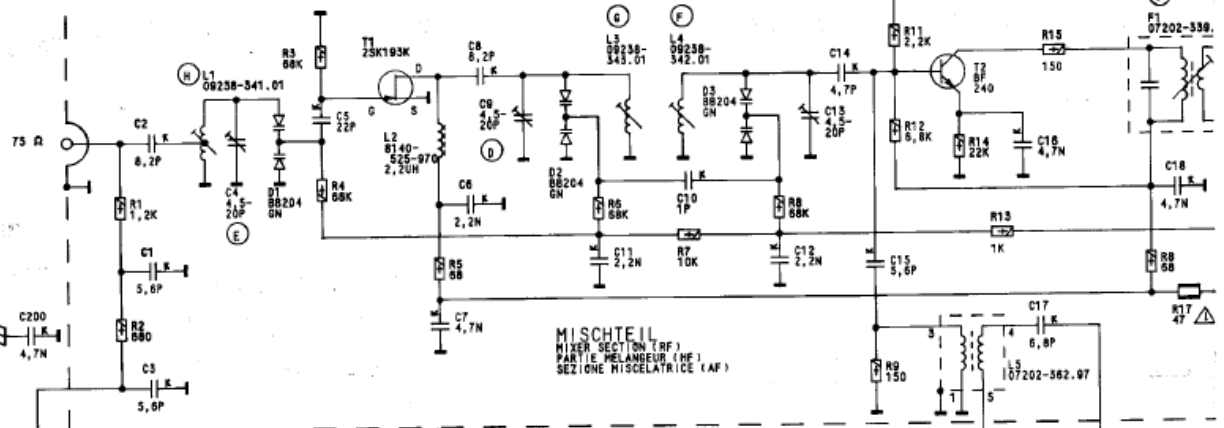 75 Ω
C2
K
8,2P
R1
1,2K
C1
K
5,6P
C200
K
4,7N
R2
680
C3
K
5,6P
H
L1
09238-341.01
C4
4,5-
20P
E
D1
BB204
GN
R3
68K
K
C5
22P
R4
68K
T1
2SK193K
D
G
S
L2
8140-
525-970
2,2UH
C6
K
2,2N
R5
68
K
C7
4,7N
C8
8,2P
K
C9
4,5-
20P
D
D2
BB204
GN
G
L3
09238-
343.01
F
L4
09238-
342.01
K
C10
1P
R6
68K
K
C11
2,2N
R7
10K
D3
BB204
GN
R8
68K
K
C12
2,2N
C13
4,5-
20P
C14
K
4,7P
R11
2,2K
R12
6,8K
T2
BF
240
R14
22K
K
C16
4,7N
R15
150
F1
07202-339.
C18
K
4,7N
R13
1K
K
C15
5,6P
R8
68
R17
47
MISCHTEIL
MIXER SECTION (RF)
PARTIE MELANGEUR (HF)
SEZIONE MISCELATRICE (AF)
R9
150
3
4
C17
K
6,8P
L5
07202-362.97
1
5